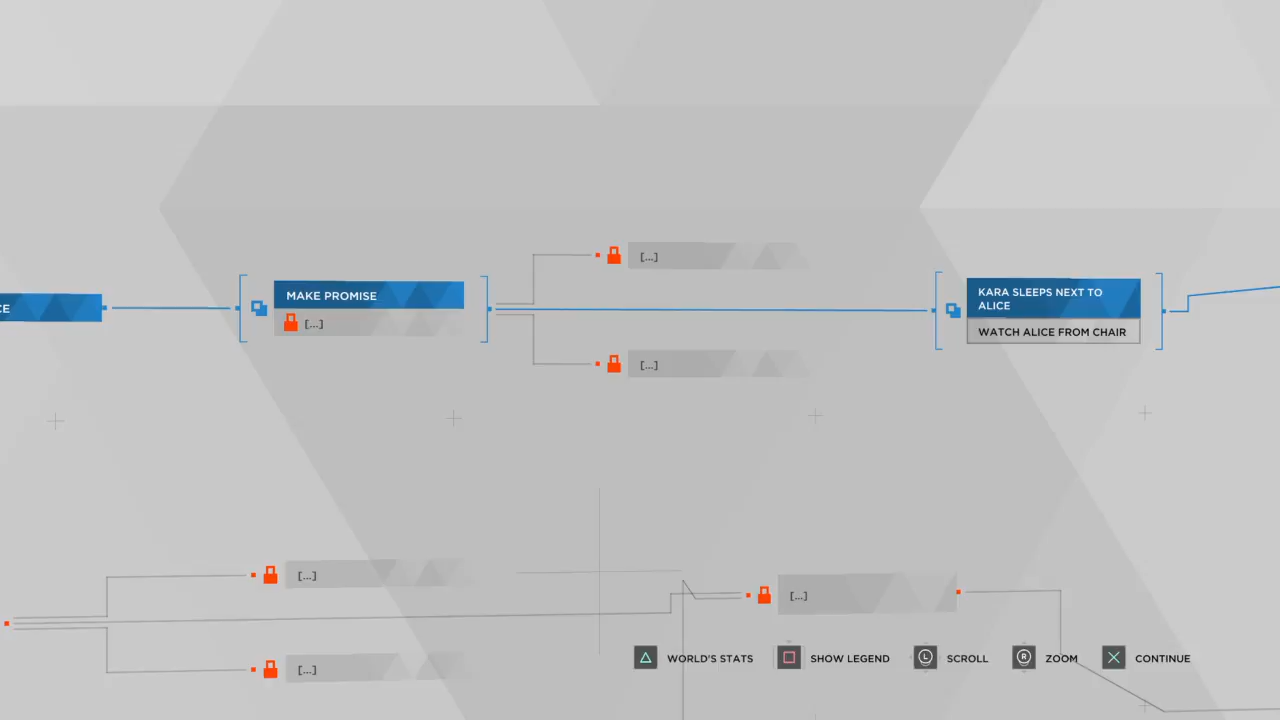 [...]
MAKE PROMISE
[...]
CE
KARA SLEEPS NEXT TO
ALICE
WATCH ALICE FROM CHAIR
[...]
[...]
[...]
[...]
WORLD'S STATS
SHOW LEGEND
L
SCROLL
R
ZOOM
CONTINUE